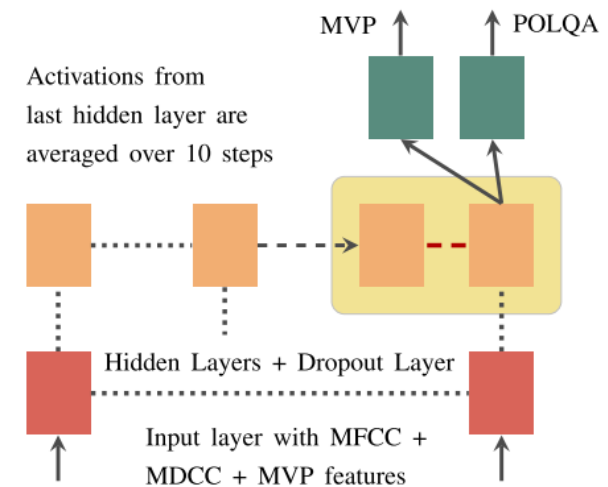 MVP
POLQA
Activations from
last hidden layer are
averaged over 10 steps
Hidden Layers + Dropout Layer
Input layer with MFCC +
MDCC + MVP features